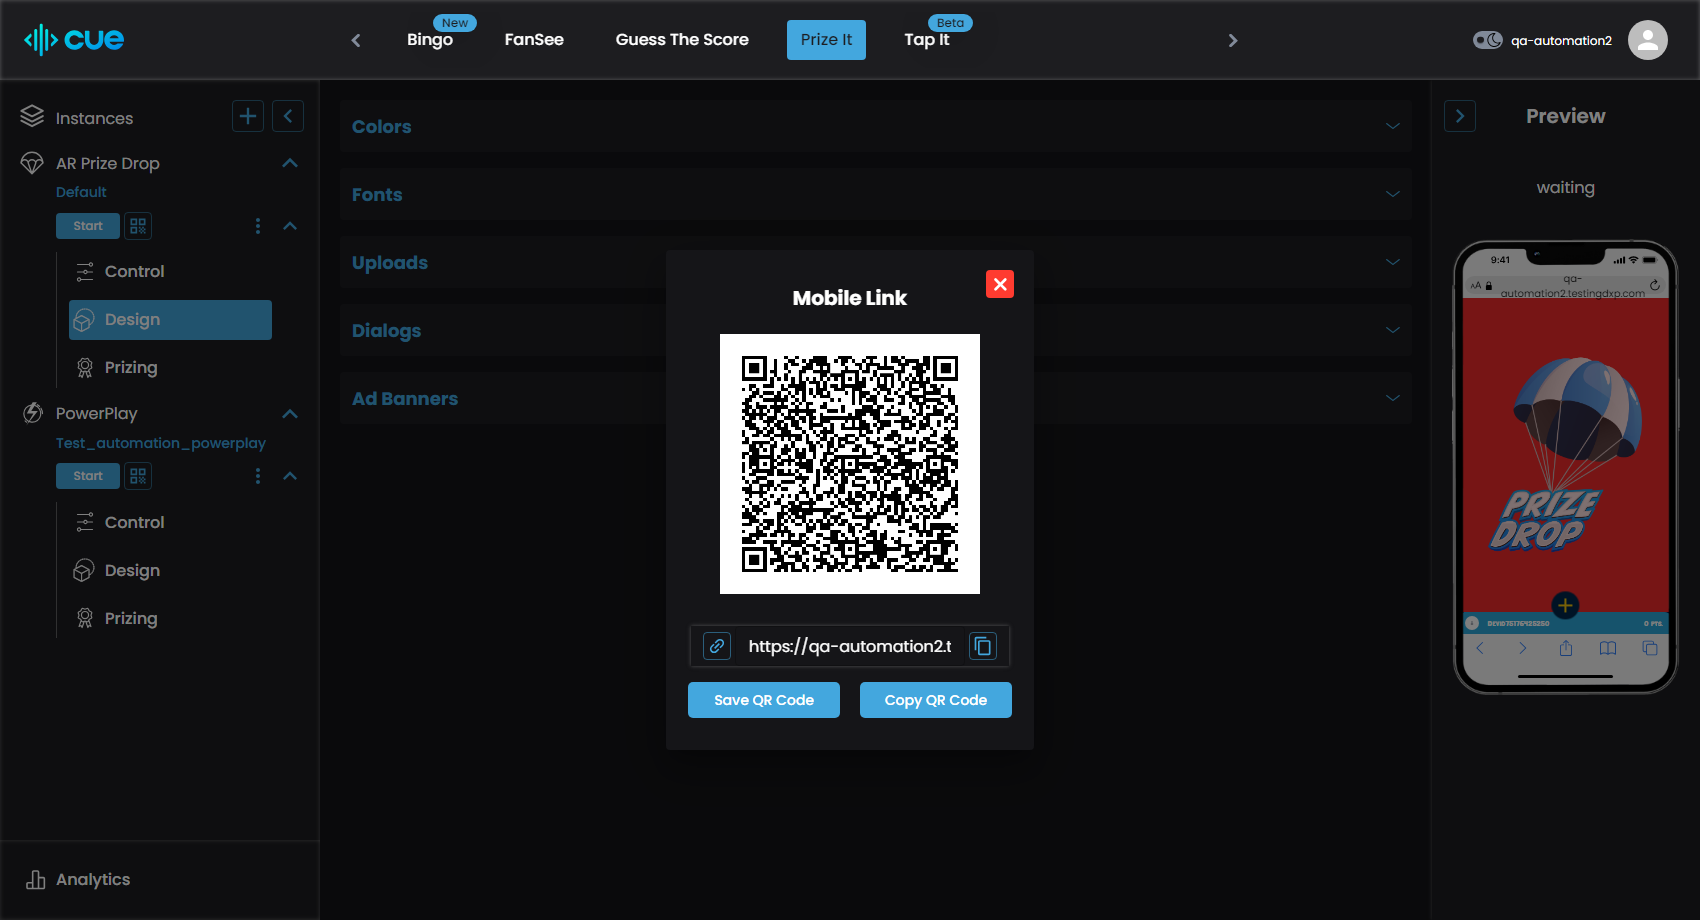 cue
New
Bingo
FanSee
Guess The Score
Prize It
Beta
Tap It
qa-automation2
Instances
AR Prize Drop
Default
Start
Control
Design
Prizing
PowerPlay
Test_automation_powerplay
Start
Control
Design
Prizing
Analytics
Colors
Fonts
Uploads
Dialogs
Ad Banners
Mobile Link
https://qa-automation2.t
Save QR Code
Copy QR Code
Preview
waiting
9:41
AA
qa-
automation2.testingdxp.com
PRIZE
DROP
0 PTS.